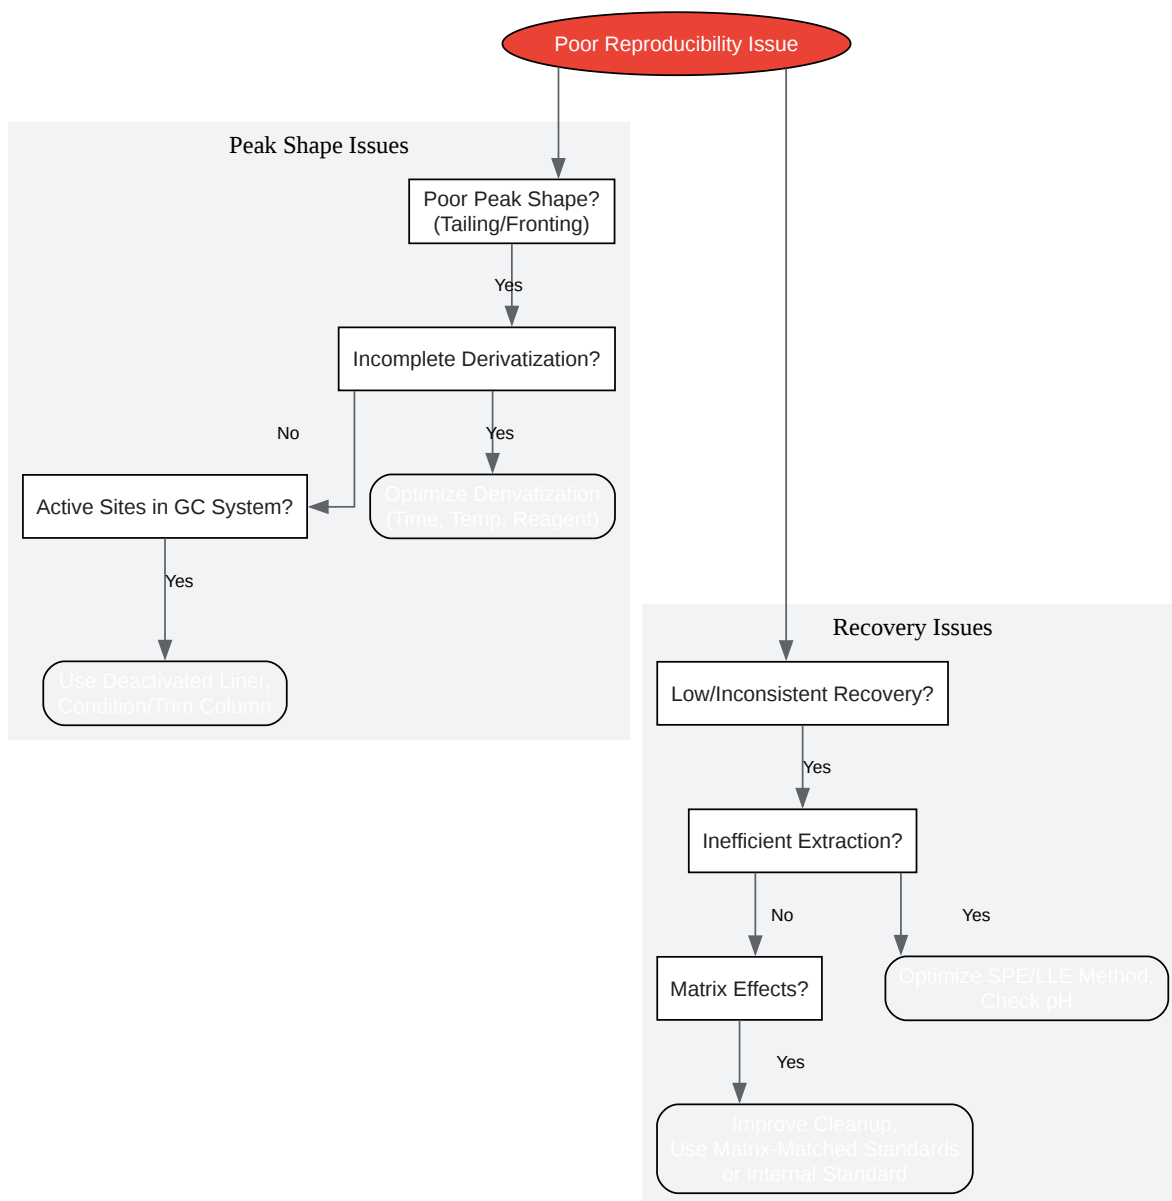 Poor Reproducibility Issue
Peak Shape Issues
Poor Peak Shape?
(Tailing/Fronting)
Yes
Incomplete Derivatization?
No
Yes
Active Sites in GC System?
Optimize Derivatization
(Time, Temp, Reagent)
Yes
Use Deactivated Liner,
Condition/Trim Column
Recovery Issues
Low/Inconsistent Recovery?
Yes
Inefficient Extraction?
No
Yes
Matrix Effects?
Optimize SPE/LLE Method,
Check pH
Yes
Improve Cleanup,
Use Matrix-Matched Standards
or Internal Standard